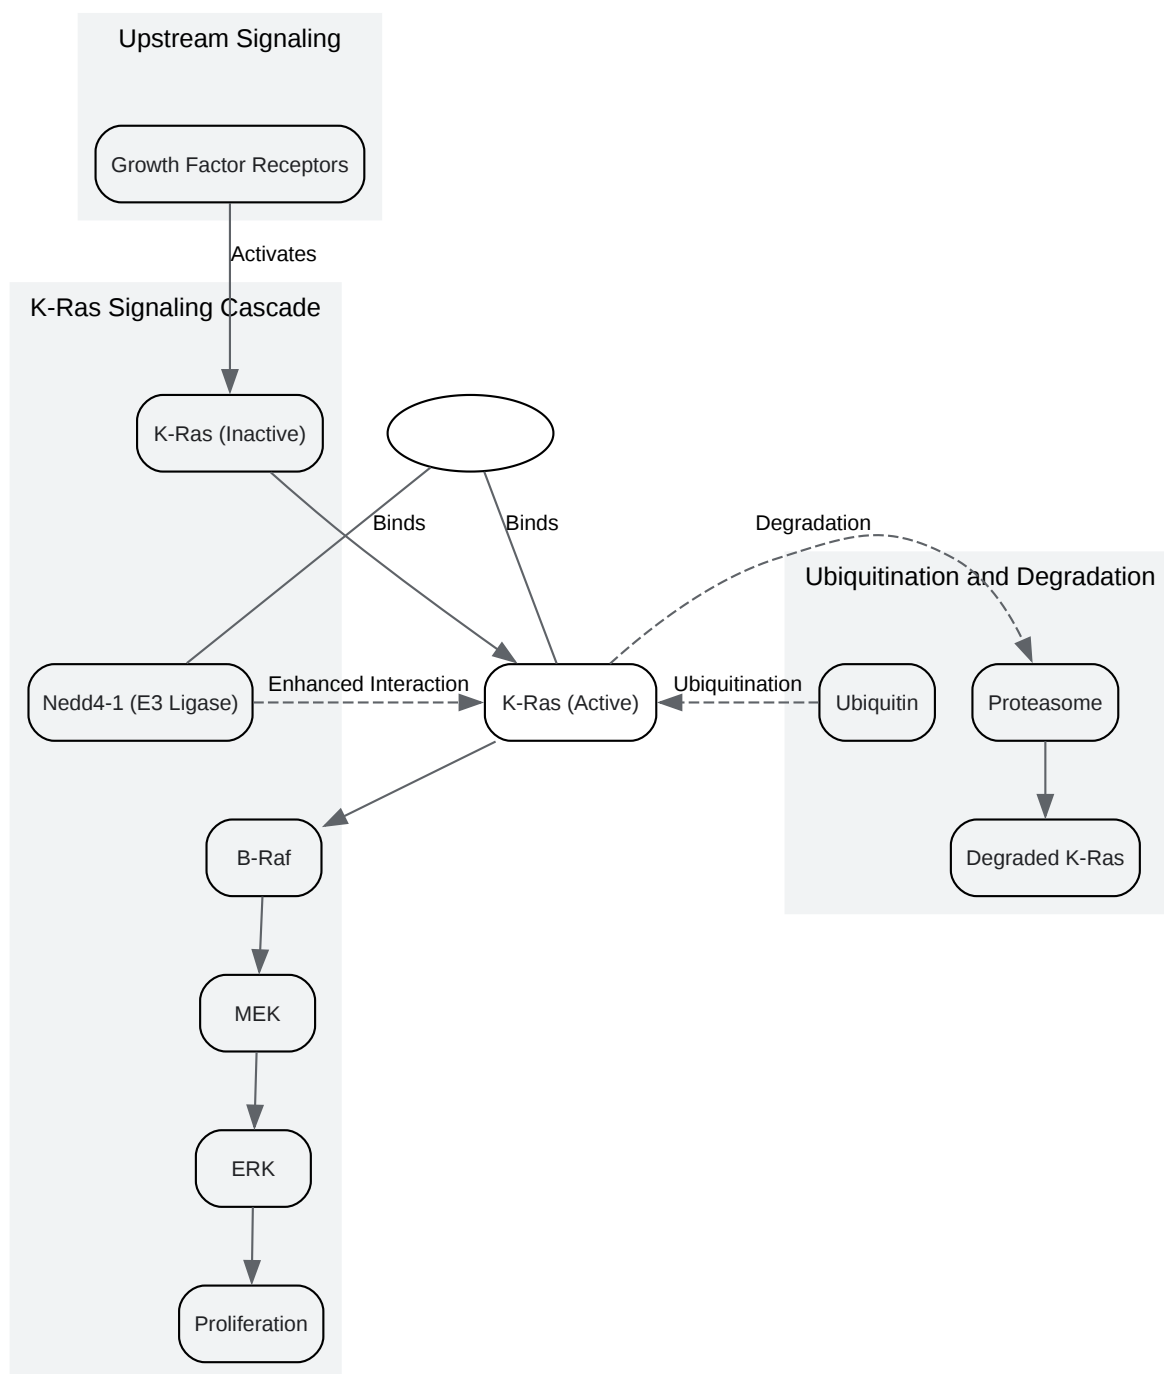 Upstream Signaling
Growth Factor Receptors
Activates
K-Ras Signaling Cascade
K-Ras (Inactive)
Binds
Binds
Degradation
Ubiquitination and Degradation
Nedd4-1 (E3 Ligase)
Enhanced Interaction
K-Ras (Active)
Ubiquitination
Ubiquitin
Proteasome
B-Raf
Degraded K-Ras
MEK
ERK
Proliferation